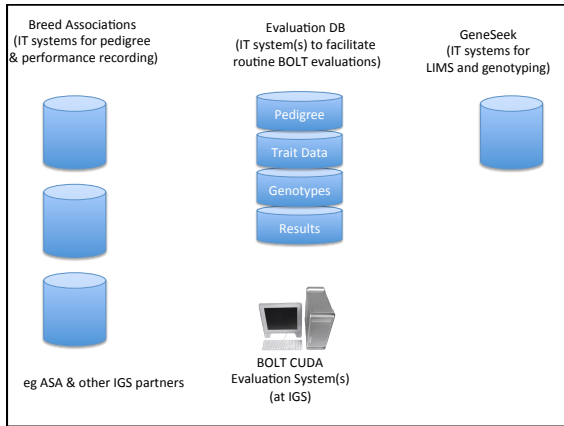 Breed Associations
(IT systems for pedigree
& performance recording)
Evaluation DB
(IT system(s) to facilitate
routine BOLT evaluations)
GeneSeek
(IT systems for
LIMS and genotyping)
Pedigree
Trait Data
Genotypes
Results
eg ASA & other IGS partners
BOLT CUDA
Evaluation System(s)
(at IGS)